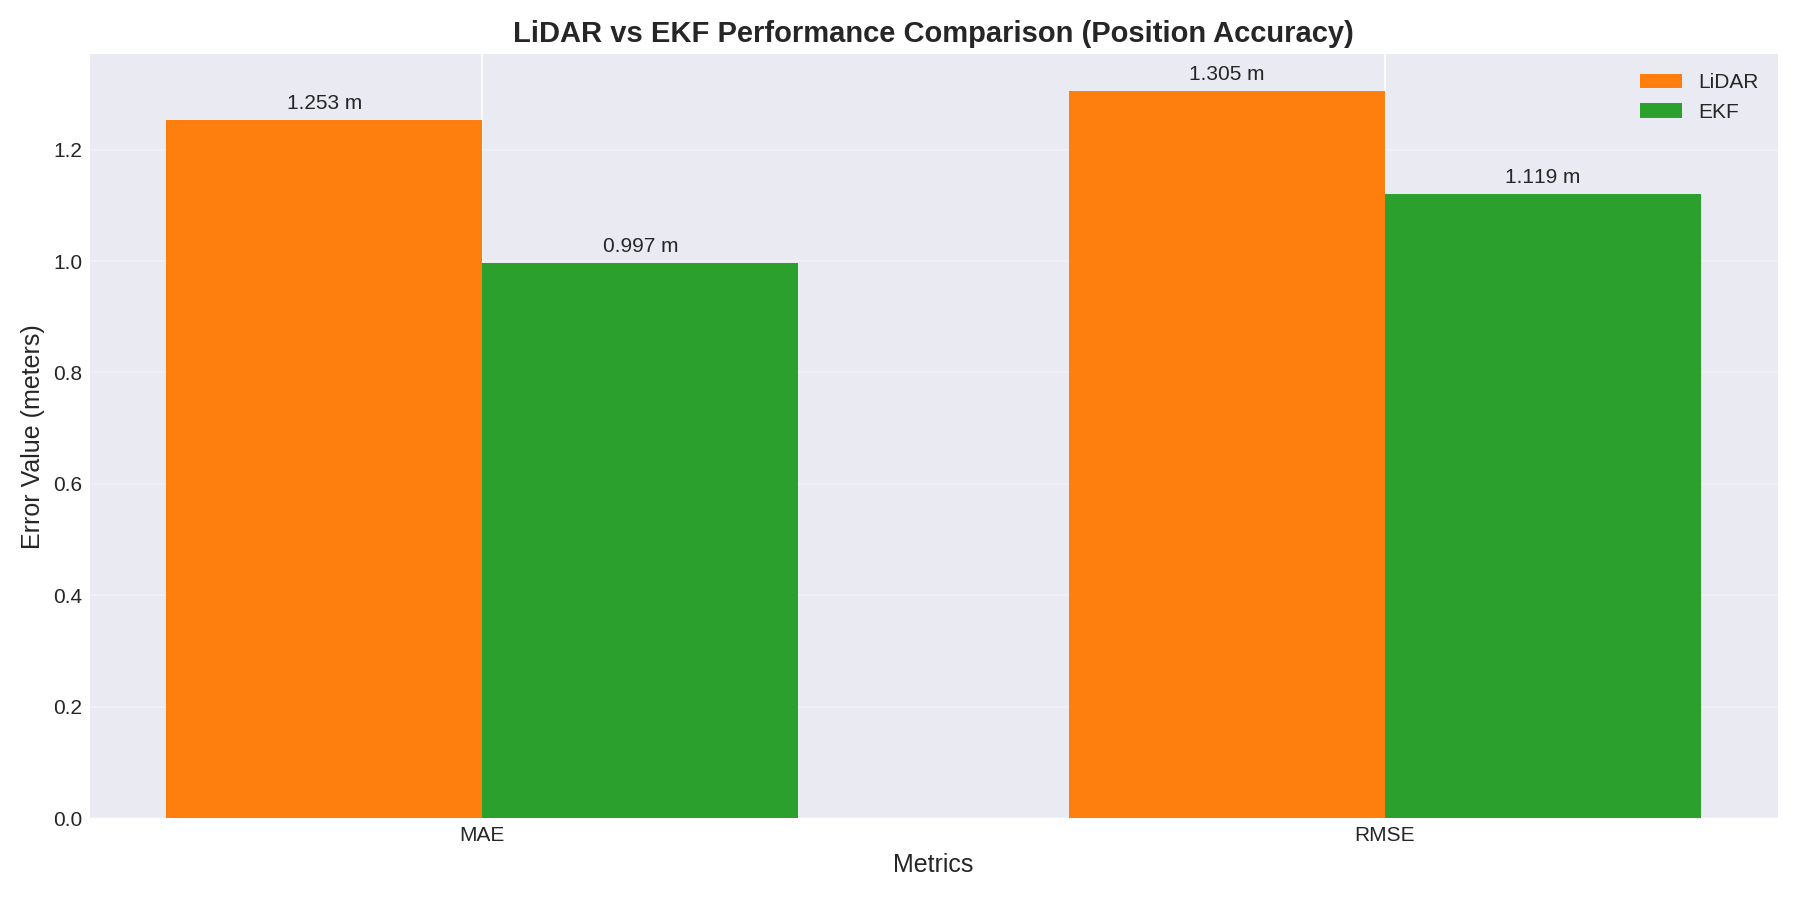 LiDAR vs EKF Performance Comparison (Position Accuracy)
LiDAR
EKF
1.253 m
0.997 m
1.305 m
1.119 m
Error Value (meters)
1.2
1.0
0.8
0.6
0.4
0.2
0.0
MAE
RMSE
Metrics